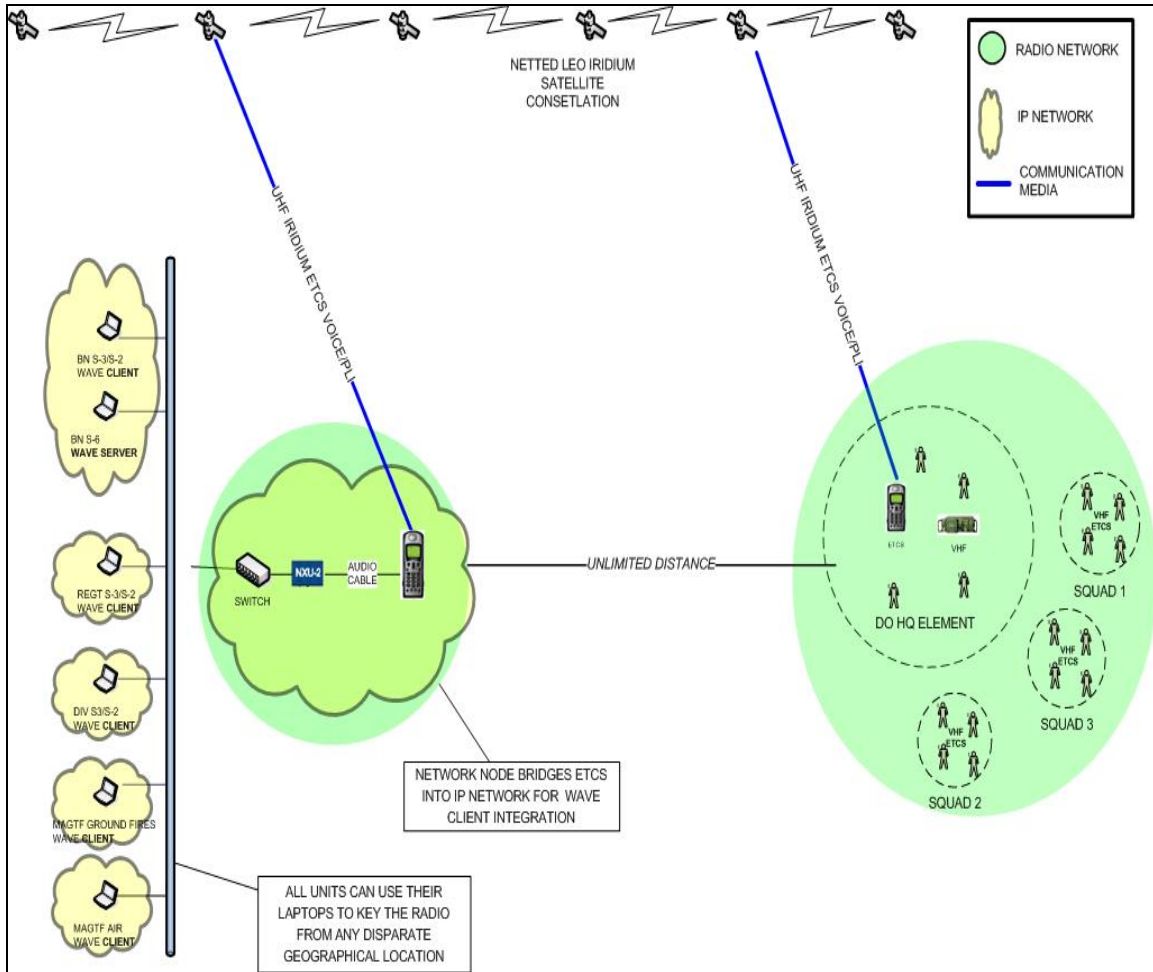 NETTED LEO IRIDIUM
SATELLITE
CONSETLATION
RADIO NETWORK
IP NETWORK
COMMUNICATION
MEDIA
UHF IRIDIUM ETCS VOICE/PLI
UHF IRIDIUM ETCS VOICE/PLI
BN S-3/S-2
WAVE CLIENT
BN S-6
WAVE SERVER
REGT S-3/S-2
WAVE CLIENT
DIV S3/S-2
WAVE CLIENT
MAGTF GROUND FIRES
WAVE CLIENT
MAGTF AIR
WAVE CLIENT
SWITCH
NXU-2
AUDIO
CABLE
UNLIMITED DISTANCE
ETCS
VHF
DO HQ ELEMENT
VHF
ETCS
SQUAD 1
VHF
ETCS
SQUAD 3
VHF
ETCS
SQUAD 2
NETWORK NODE BRIDGES ETCS
INTO IP NETWORK FOR WAVE
CLIENT INTEGRATION
ALL UNITS CAN USE THEIR
LAPTOPS TO KEY THE RADIO
FROM ANY DISPARATE
GEOGRAPHICAL LOCATION